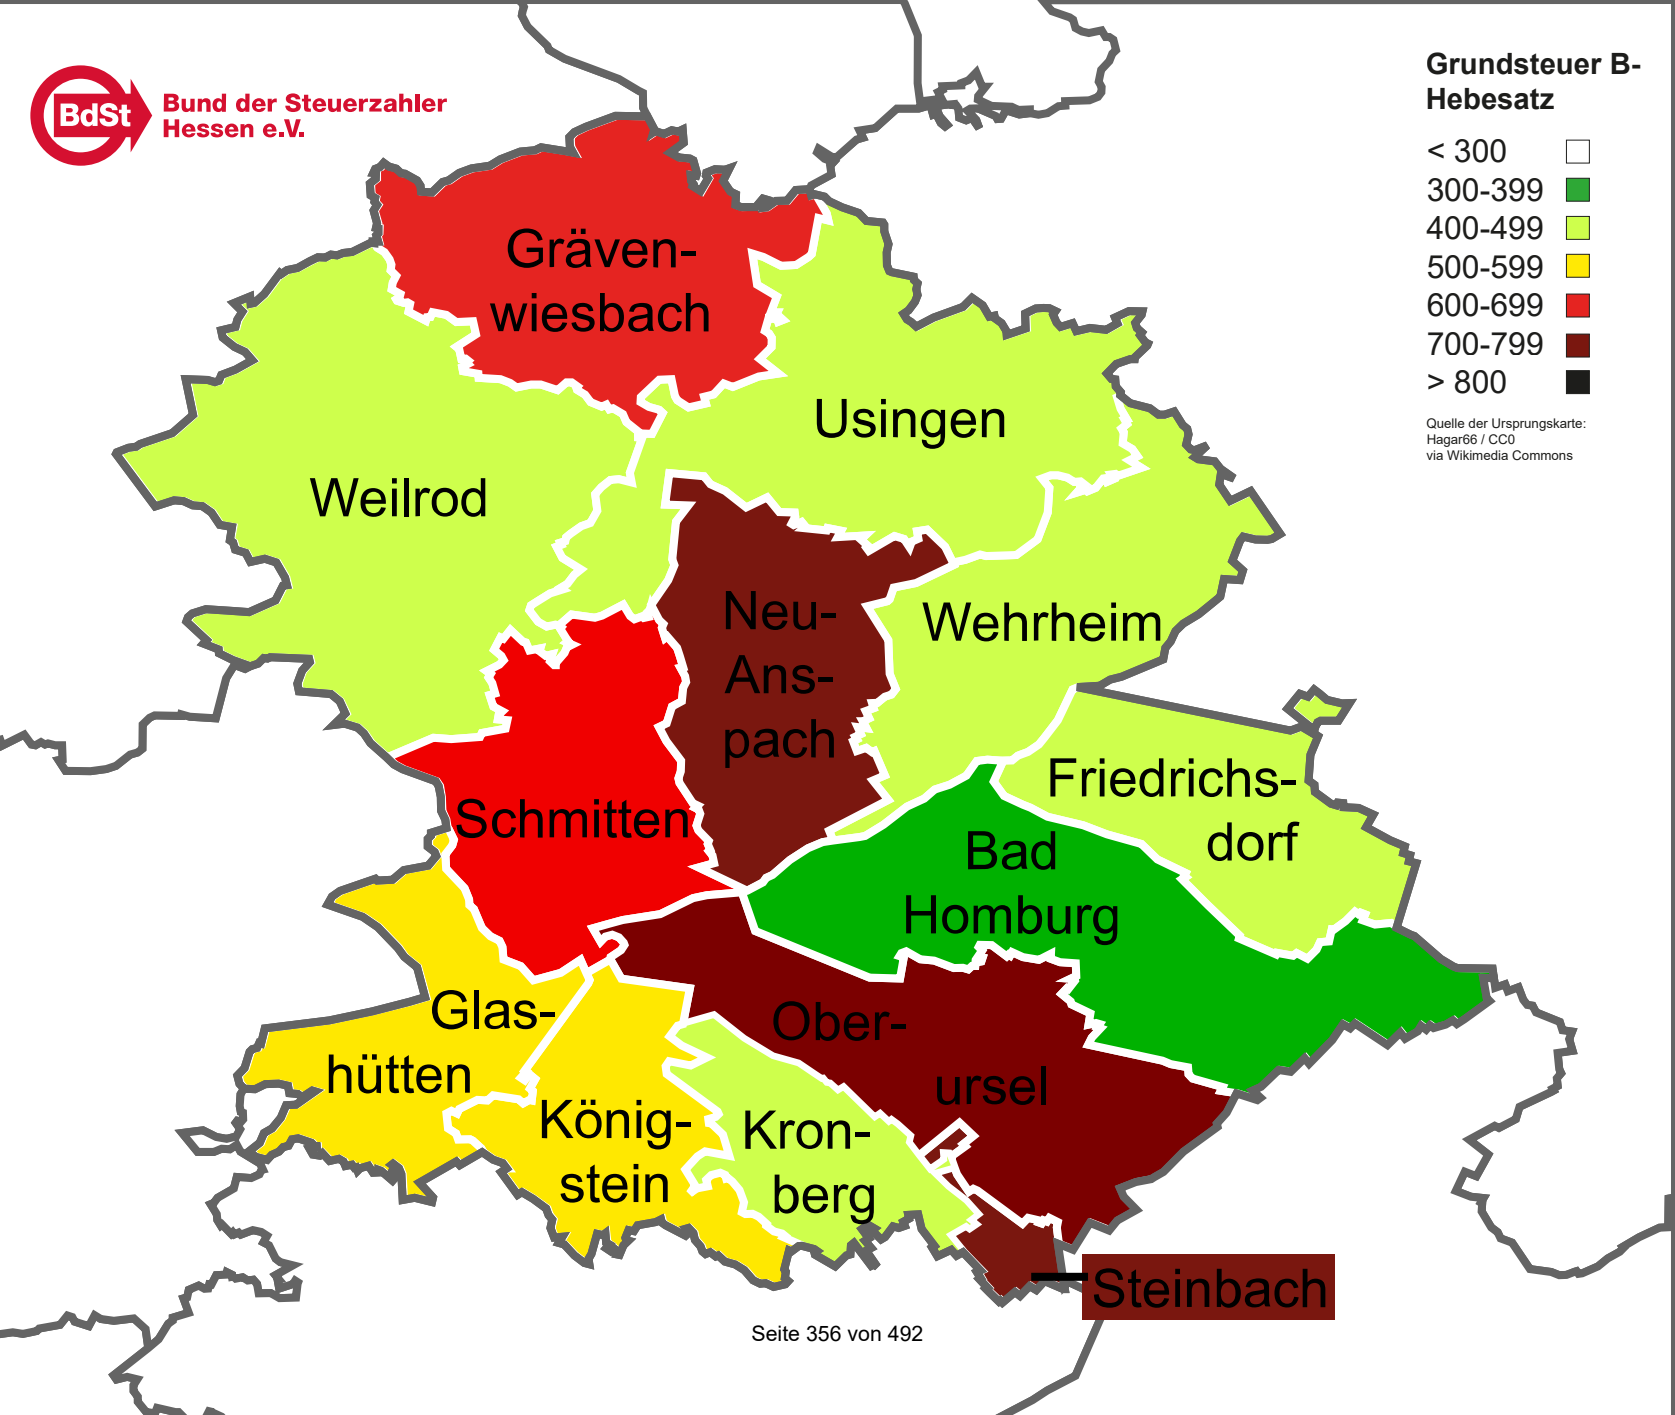 BdSt
Bund der Steuerzahler
Hessen e.V.
Grundsteuer B-
Hebesatz
< 300
300-399
400-499
500-599
600-699
700-799
> 800
Quelle der Ursprungskarte:
Hagar66 / CC0
via Wikimedia Commons
Gräven-
wiesbach
Usingen
Weilrod
Neu-
Ans-
pach
Wehrheim
Schmitten
Friedrichs-
dorf
Bad
Homburg
Glas-
hütten
Ober-
ursel
König-
stein
Kron-
berg
Steinbach
Seite 356 von 492